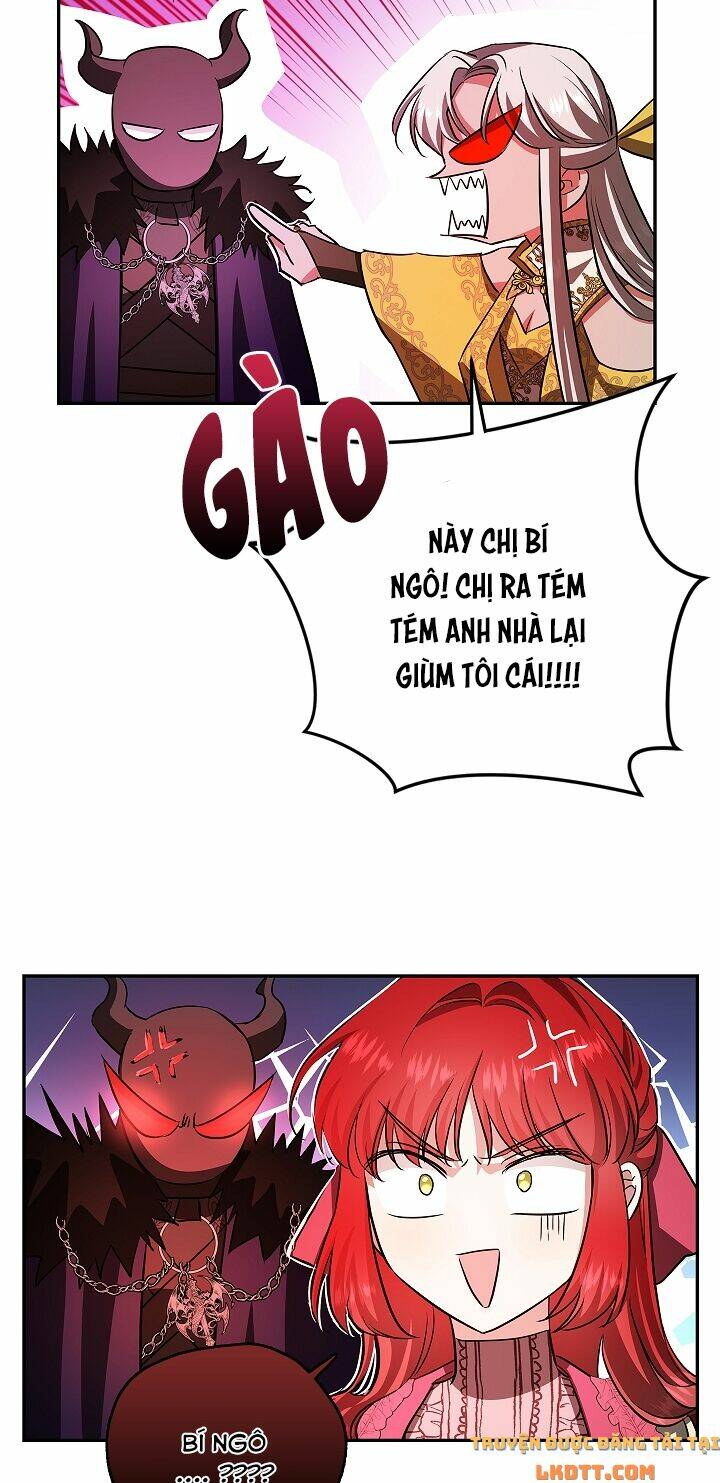 GÀO
NÀY CHỊ BÍ
NGÔ! CHỊ RA TÉM
TÉM ANH NHÀ LẠI
GIÙM TÔI CÁI!!!!
BÍ NGÔ
.... ????
TRUYỆN ĐƯỢC ĐĂNG TẢI TẠI
LKDTT.COM